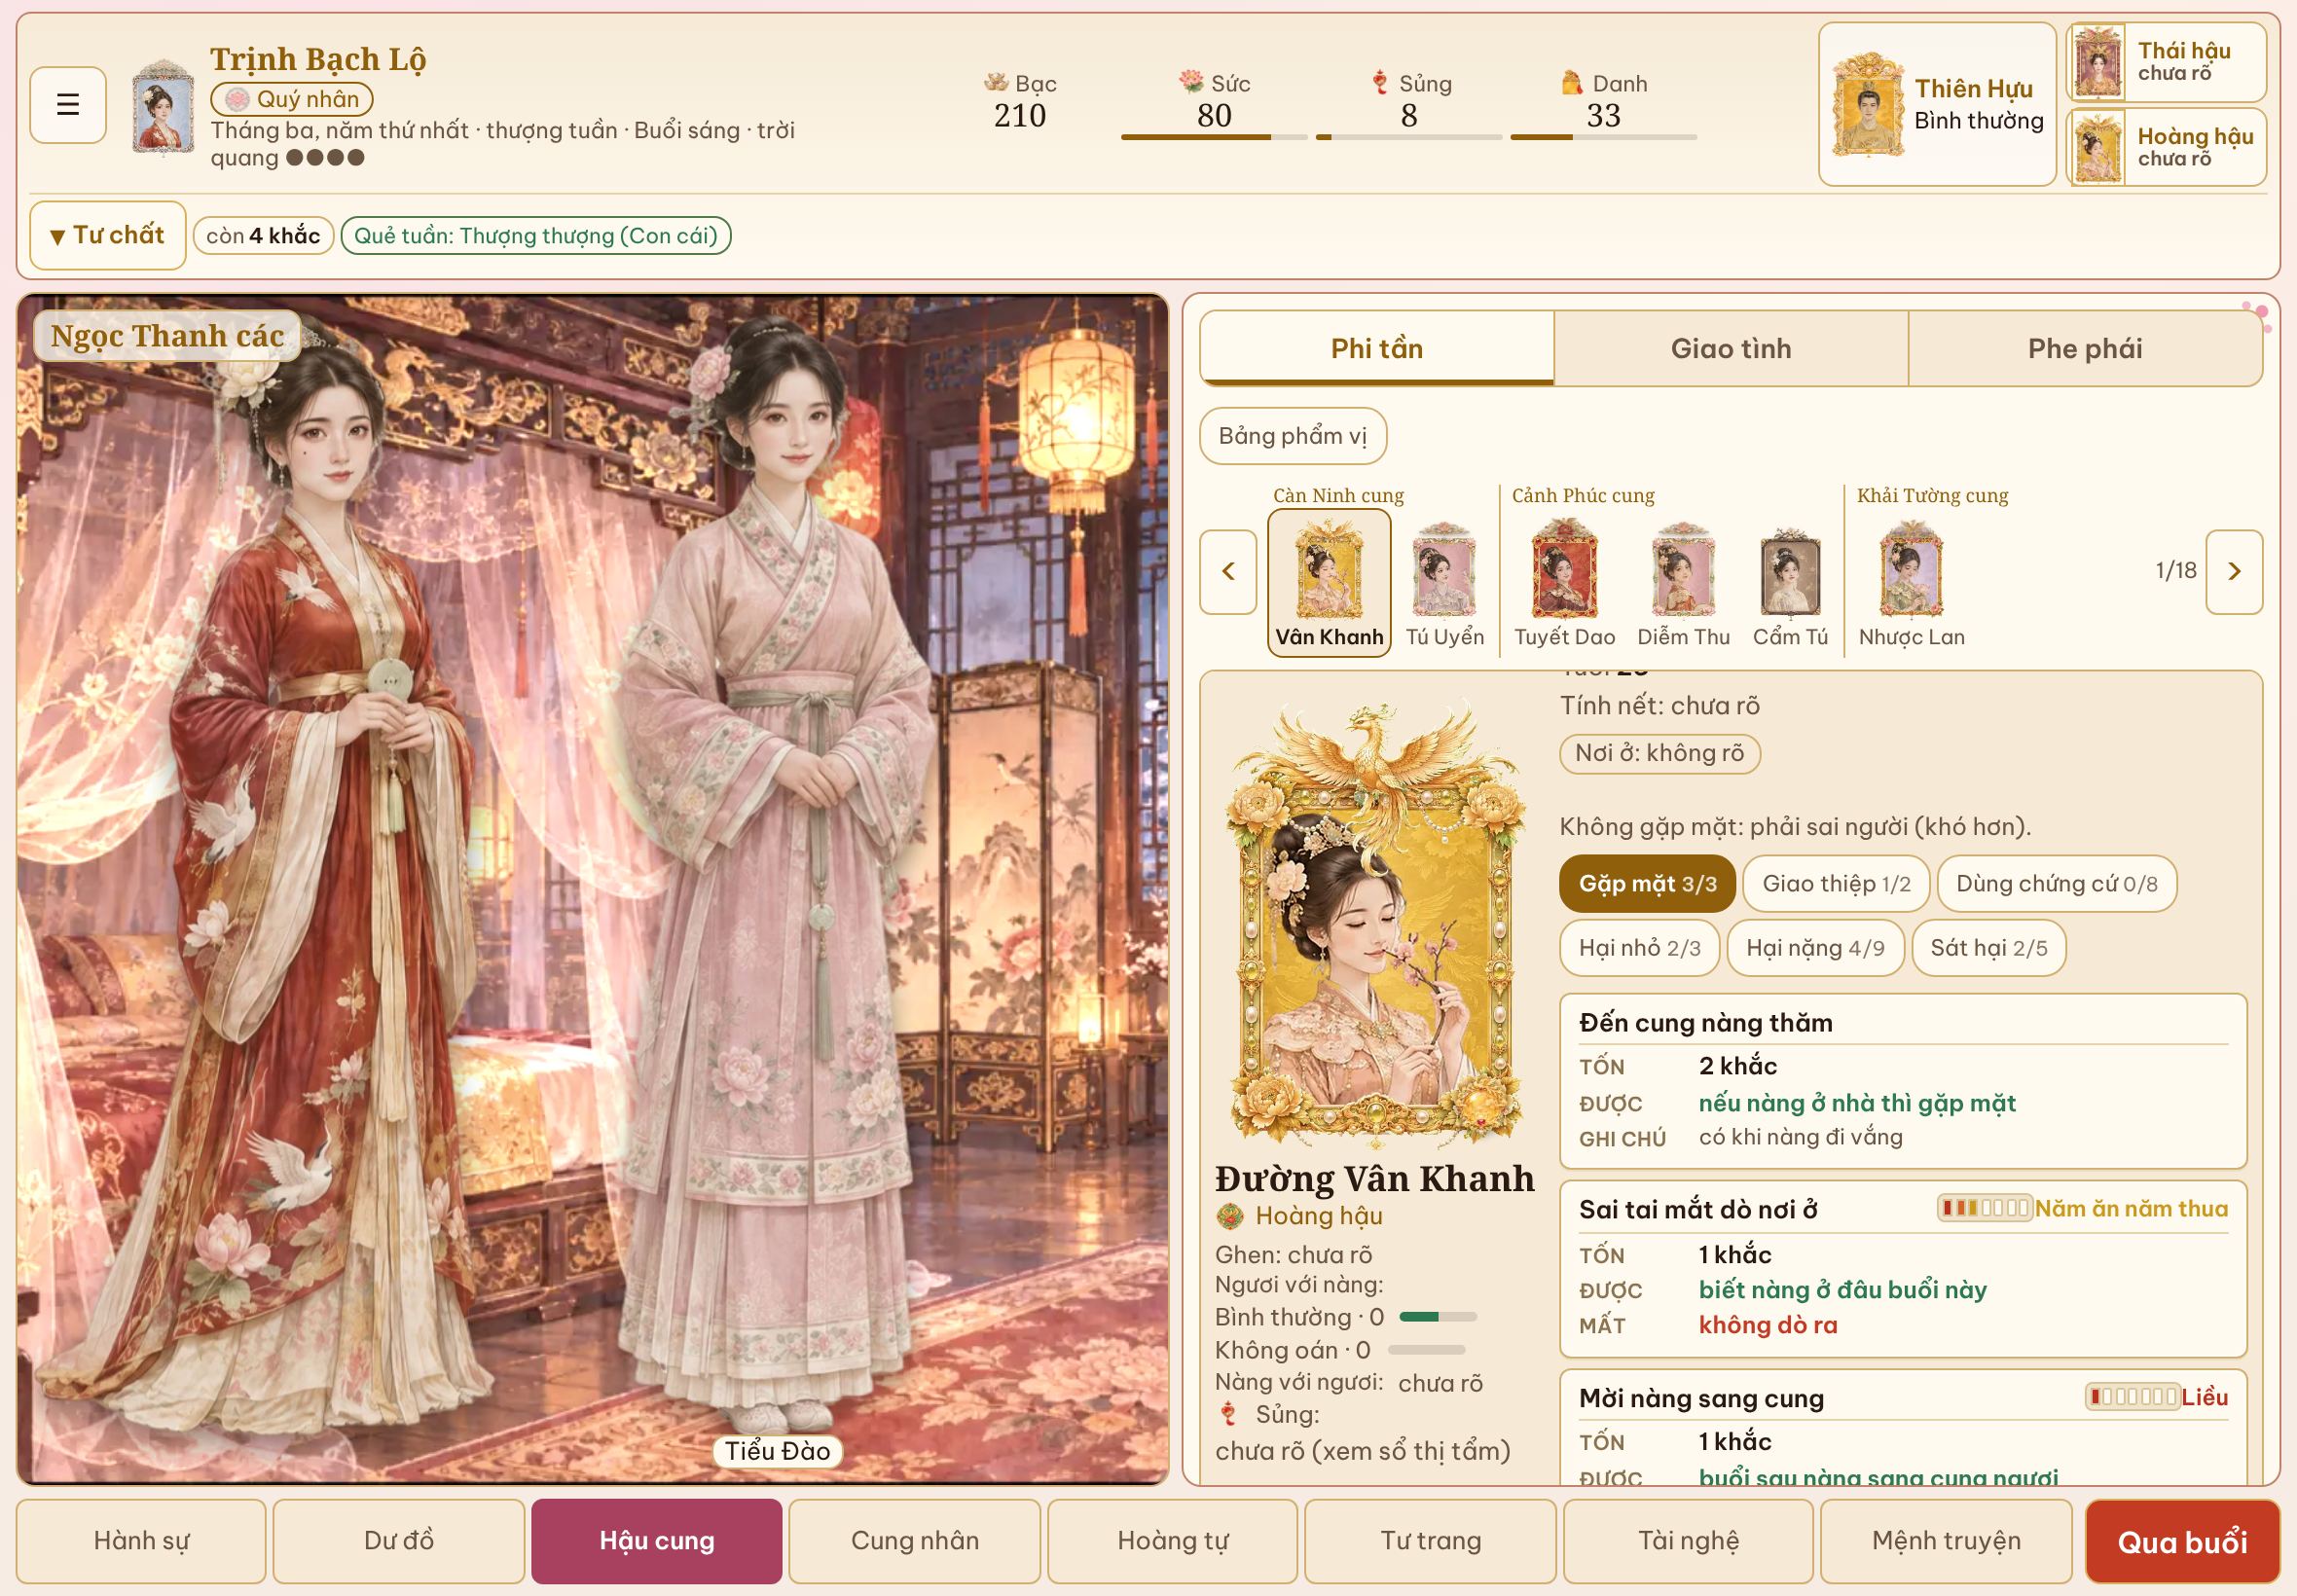 ☰
Trịnh Bạch Lộ
Quý nhân
Tháng ba, năm thứ nhất · thượng tuần · Buổi sáng · trời
quang ●●●●
Bạc
210
Sức
80
Sủng
8
Danh
33
Thiên Hựu
Bình thường
Thái hậu
chưa rõ
Hoàng hậu
chưa rõ
▼ Tư chất
còn 4 khắc
Quẻ tuần: Thượng thượng (Con cái)
Ngọc Thanh các
Tiểu Đào
Phi tần
Giao tình
Phe phái
Bảng phẩm vị
Càn Ninh cung
Cảnh Phúc cung
Khải Tường cung
Vân Khanh
Tú Uyển
Tuyết Dao
Diễm Thu
Cẩm Tú
Nhược Lan
1/18
Đường Vân Khanh
Hoàng hậu
Ghen: chưa rõ
Ngươi với nàng:
Bình thường · 0
Không oán · 0
Nàng với ngươi: chưa rõ
Sủng:
chưa rõ (xem sổ thị tẩm)
Tính nết: chưa rõ
Nơi ở: không rõ
Không gặp mặt: phải sai người (khó hơn).
Gặp mặt 3/3
Giao thiệp 1/2
Dùng chứng cứ 0/8
Hại nhỏ 2/3
Hại nặng 4/9
Sát hại 2/5
Đến cung nàng thăm
TỐN 2 khắc
ĐƯỢC nếu nàng ở nhà thì gặp mặt
GHI CHÚ có khi nàng đi vắng
Sai tai mắt dò nơi ở Năm ăn năm thua
TỐN 1 khắc
ĐƯỢC biết nàng ở đâu buổi này
MẤT không dò ra
Mời nàng sang cung Liều
TỐN 1 khắc
ĐƯỢC buổi sau nàng sang cung ngươi
Hành sự
Dư đồ
Hậu cung
Cung nhân
Hoàng tự
Tư trang
Tài nghệ
Mệnh truyện
Qua buổi